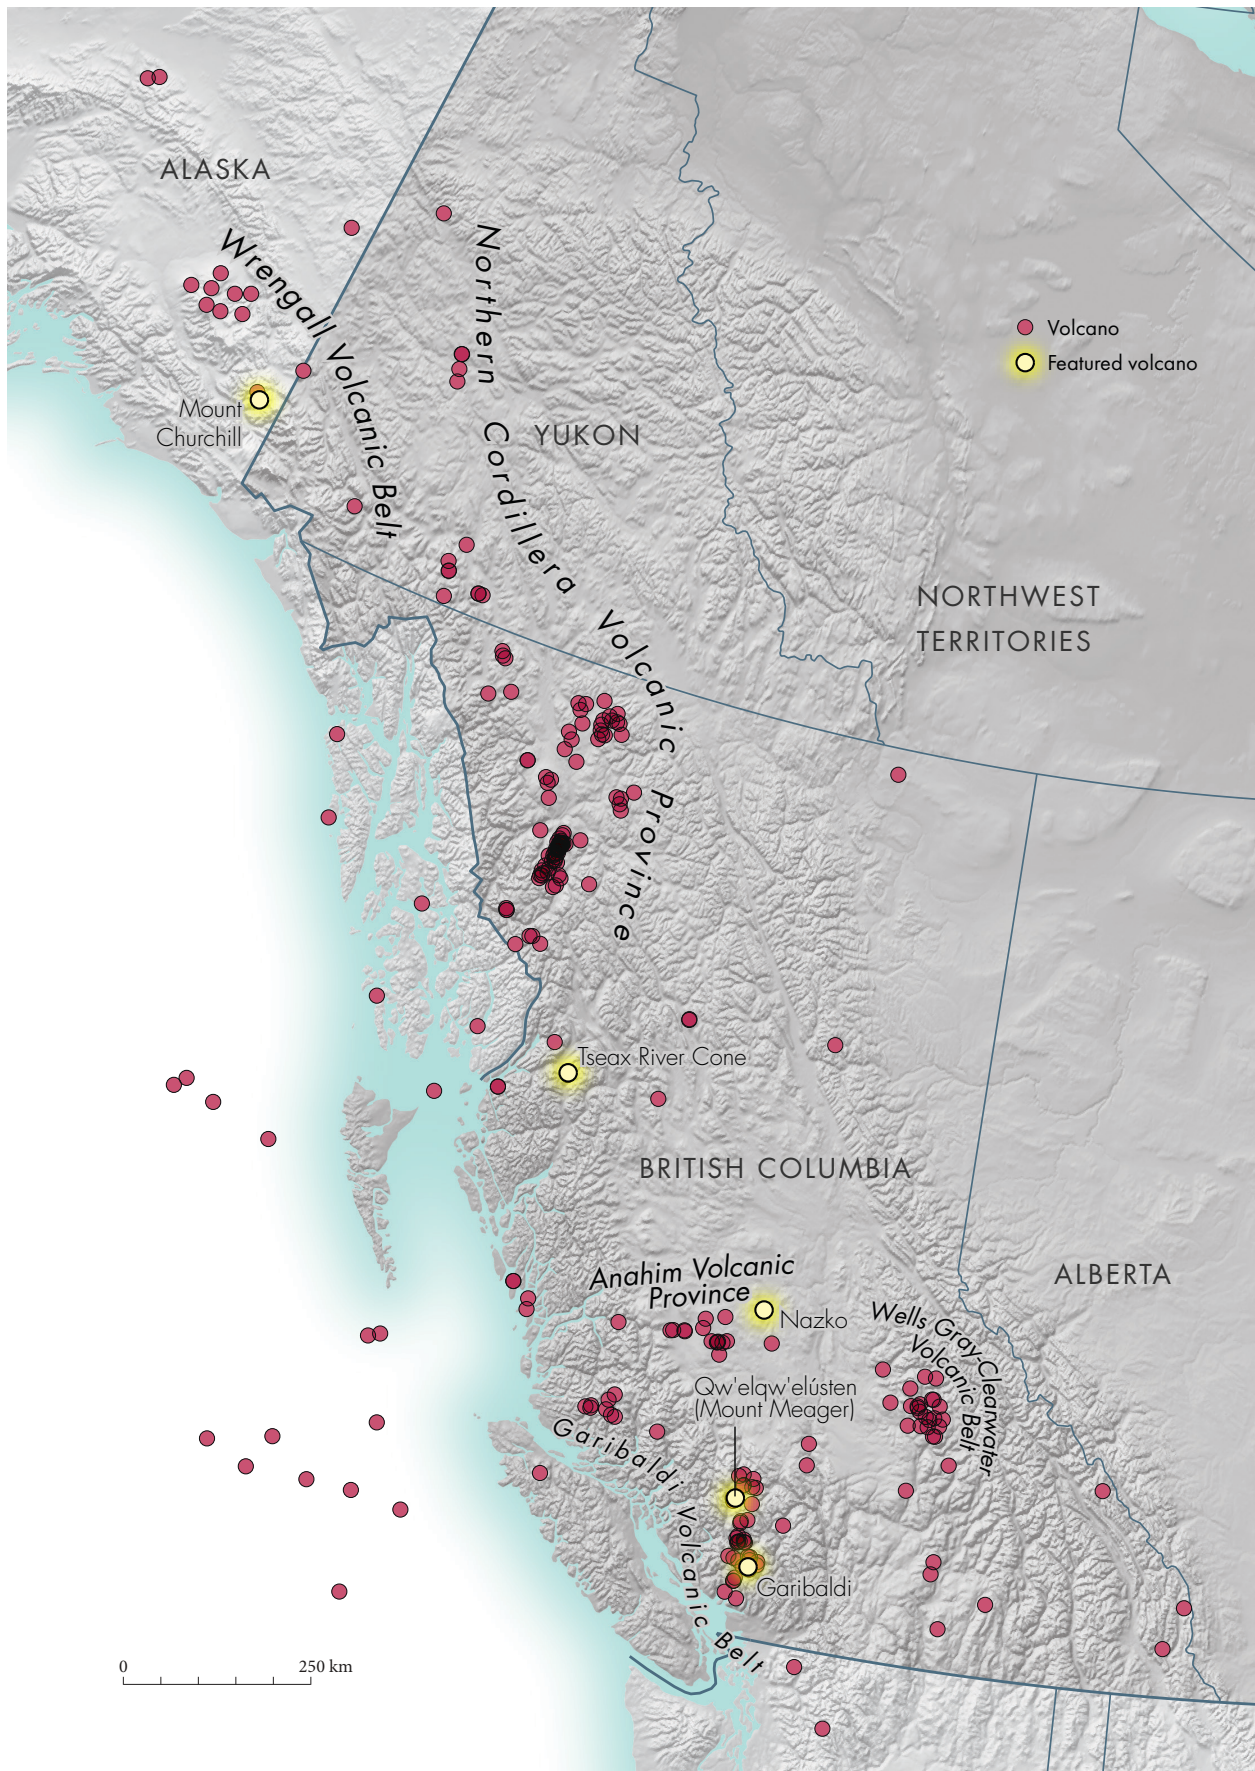 ALASKA
Wrengall Volcanic Belt
Northern Cordillera Volcanic Province
Volcano
Featured volcano
Mount
Churchill
YUKON
NORTHWEST
TERRITORIES
Tseax River Cone
BRITISH COLUMBIA
ALBERTA
Anahim Volcanic
Province
Nazko
Wells Gray-Clearwater
Volcanic Belt
Qw'elqw'elústen
(Mount Meager)
Garibaldi Volcanic Belt
Garibaldi
0 250 km